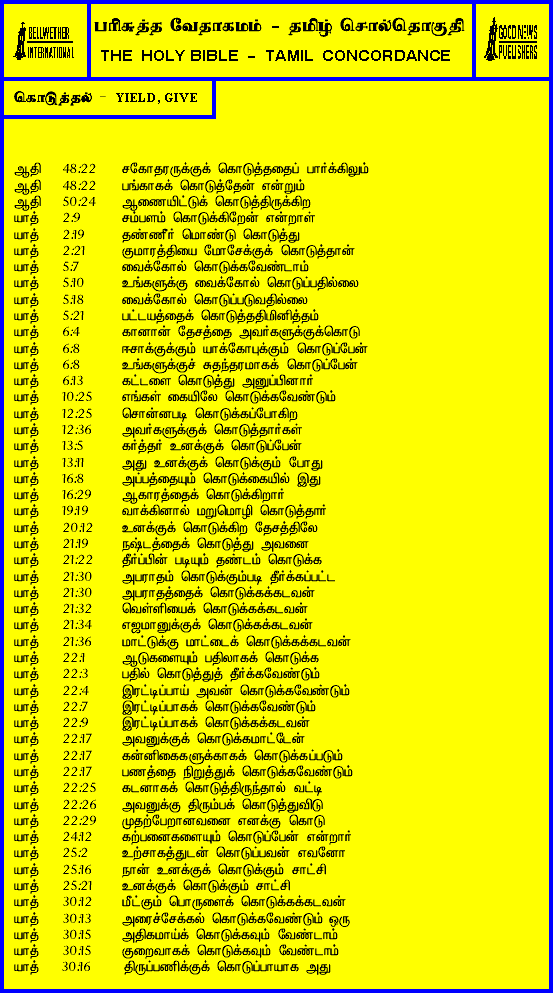 BELLWETHER
INTERNATIONAL
பரிசுத்த வேதாகமம் - தமிழ் சொல்தொகுதி
THE HOLY BIBLE - TAMIL CONCORDANCE
GOOD NEWS
PUBLISHERS
கொடுத்தல் - YIELD, GIVE
ஆதி 48:22 சகோதரருக்குக் கொடுத்ததைப் பார்க்கிலும்
ஆதி 48:22 பங்காகக் கொடுத்தேன் என்றும்
ஆதி 50:24 ஆணையிட்டுக் கொடுத்திருக்கிற
யாத் 2:9 சம்பளம் கொடுக்கிறேன் என்றாள்
யாத் 2:19 தண்ணீர் மொண்டு கொடுத்து
யாத் 2:21 குமாரத்தியை மோசேக்குக் கொடுத்தான்
யாத் 5:7 வைக்கோல் கொடுக்கவேண்டாம்
யாத் 5:10 உங்களுக்கு வைக்கோல் கொடுப்பதில்லை
யாத் 5:18 வைக்கோல் கொடுப்படுவதில்லை
யாத் 5:21 பட்டயத்தைக் கொடுத்ததிமினித்தம்
யாத் 6:4 கானான் தேசத்தை அவர்களுக்குக்கொடு
யாத் 6:8 ஈசாக்குக்கும் யாக்கோபுக்கும் கொடுப்பேன்
யாத் 6:8 உங்களுக்குச் சுதந்தரமாகக் கொடுப்பேன்
யாத் 6:13 கட்டளை கொடுத்து அனுப்பினார்
யாத் 10:25 எங்கள் கையிலே கொடுக்கவேண்டும்
யாத் 12:25 சொன்னபடி கொடுக்கப்போகிற
யாத் 12:36 அவர்களுக்குக் கொடுத்தார்கள்
யாத் 13:5 கர்த்தர் உனக்குக் கொடுப்பேன்
யாத் 13:11 அது உனக்குக் கொடுக்கும் போது
யாத் 16:8 அப்பத்தையும் கொடுக்கையில் இது
யாத் 16:29 ஆகாரத்தைக் கொடுக்கிறார்
யாத் 19:19 வாக்கினால் மறுமொழி கொடுத்தார்
யாத் 20:12 உனக்குக் கொடுக்கிற தேசத்திலே
யாத் 21:19 நஷ்டத்தைக் கொடுத்து அவனை
யாத் 21:22 தீர்ப்பின் படியும் தண்டம் கொடுக்க
யாத் 21:30 அபராதம் கொடுக்கும்படி தீர்க்கப்பட்ட
யாத் 21:30 அபராதத்தைக் கொடுக்கக்கடவன்
யாத் 21:32 வெள்ளியைக் கொடுக்கக்கடவன்
யாத் 21:34 எஜமானுக்குக் கொடுக்கக்கடவன்
யாத் 21:36 மாட்டுக்கு மாட்டைக் கொடுக்கக்கடவன்
யாத் 22:1 ஆடுகளையும் பதிலாகக் கொடுக்க
யாத் 22:3 பதில் கொடுத்துத் தீர்க்கவேண்டும்
யாத் 22:4 இரட்டிப்பாய் அவன் கொடுக்கவேண்டும்
யாத் 22:7 இரட்டிப்பாகக் கொடுக்கவேண்டும்
யாத் 22:9 இரட்டிப்பாகக் கொடுக்கக்கடவன்
யாத் 22:17 அவனுக்குக் கொடுக்கமாட்டேன்
யாத் 22:17 கன்னிகைகளுக்காகக் கொடுக்கப்படும்
யாத் 22:17 பணத்தை நிறுத்துக் கொடுக்கவேண்டும்
யாத் 22:25 கடனாகக் கொடுத்திருந்தால் வட்டி
யாத் 22:26 அவனுக்கு திரும்பக் கொடுத்துவிடு
யாத் 22:29 முதற்பேறானவனை எனக்கு கொடு
யாத் 24:12 கற்பனைகளையும் கொடுப்பேன் என்றார்
யாத் 25:2 உற்சாகத்துடன் கொடுப்பவன் எவனோ
யாத் 25:16 நான் உனக்குக் கொடுக்கும் சாட்சி
யாத் 25:21 உனக்குக் கொடுக்கும் சாட்சி
யாத் 30:12 மீட்கும் பொருளைக் கொடுக்கக்கடவன்
யாத் 30:13 அரைச்சேக்கல் கொடுக்கவேண்டும் ஒரு
யாத் 30:15 அதிகமாய்க் கொடுக்கவும் வேண்டாம்
யாத் 30:15 குறைவாகக் கொடுக்கவும் வேண்டாம்
யாத் 30:16 திருப்பணிக்குக் கொடுப்பாயாக அது